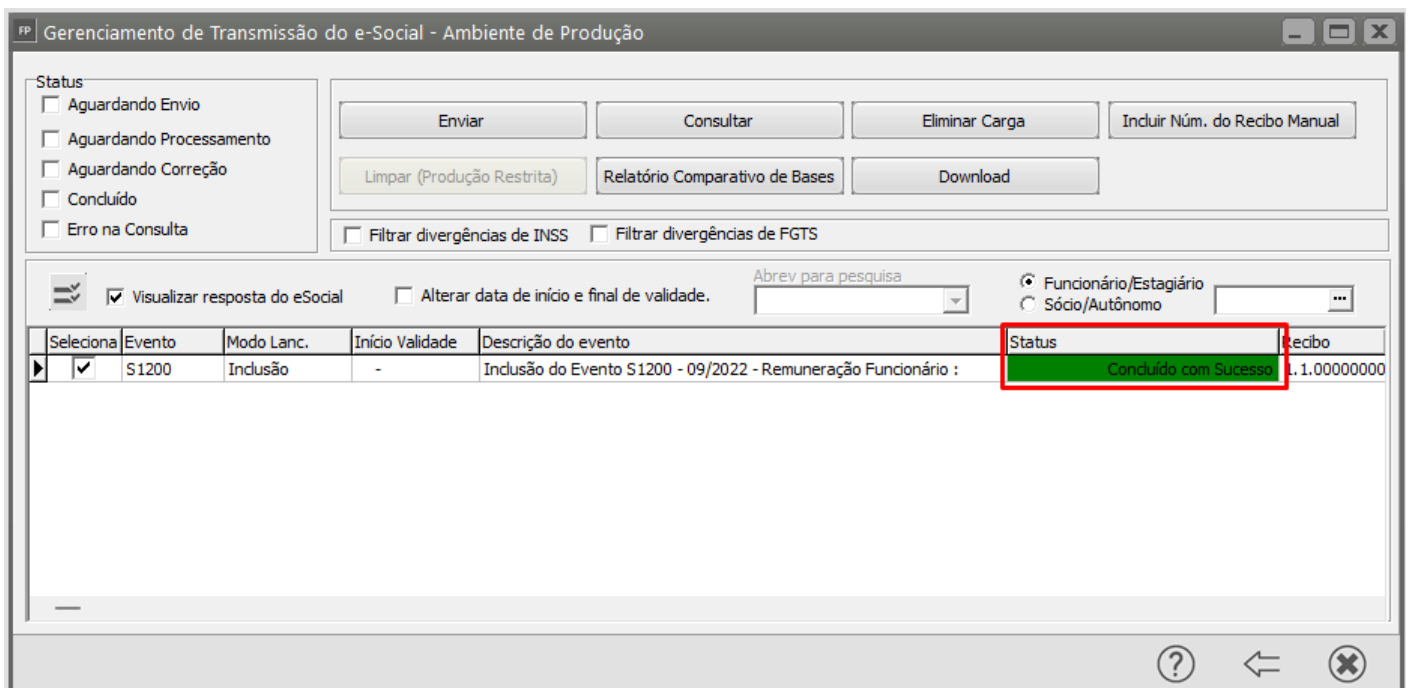 FP Gerenciamento de Transmissão do e-Social - Ambiente de Produção
Status
Aguardando Envio
Aguardando Processamento
Aguardando Correção
Concluído
Erro na Consulta
Enviar Consultar Eliminar Carga Incluir Núm. do Recibo Manual
Limpar (Produção Restrita) Relatório Comparativo de Bases Download
Filtrar divergências de INSS Filtrar divergências de FGTS
Visualizar resposta do eSocial Alterar data de início e final de validade. Abrev para pesquisa Funcionário/Estagiário
Sócio/Autônomo ...
Seleciona Evento Modo Lanc. Início Validade Descrição do evento Status Recibo
S1200 Inclusão - Inclusão do Evento S1200 - 09/2022 - Remuneração Funcionário : Concluído com Sucesso 1.1.00000000
?